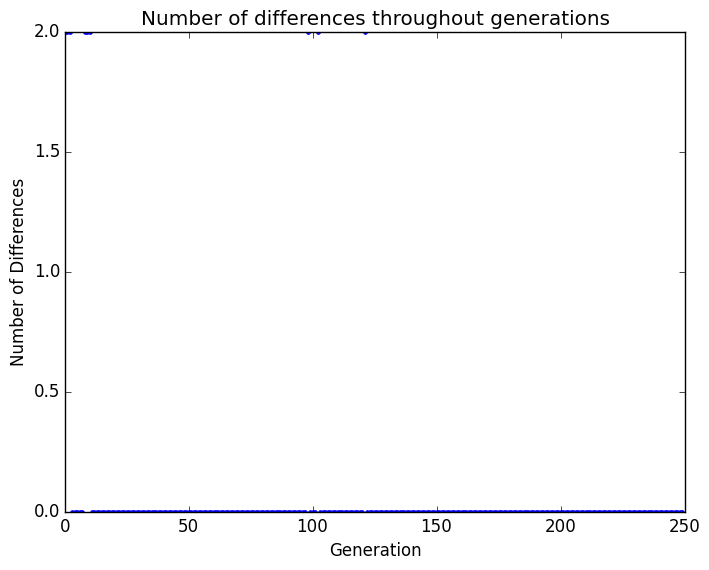 Number of differences throughout generations
2.0
1.5
1.0
0.5
0.0
Number of Differences
0 50 100 150 200 250
Generation